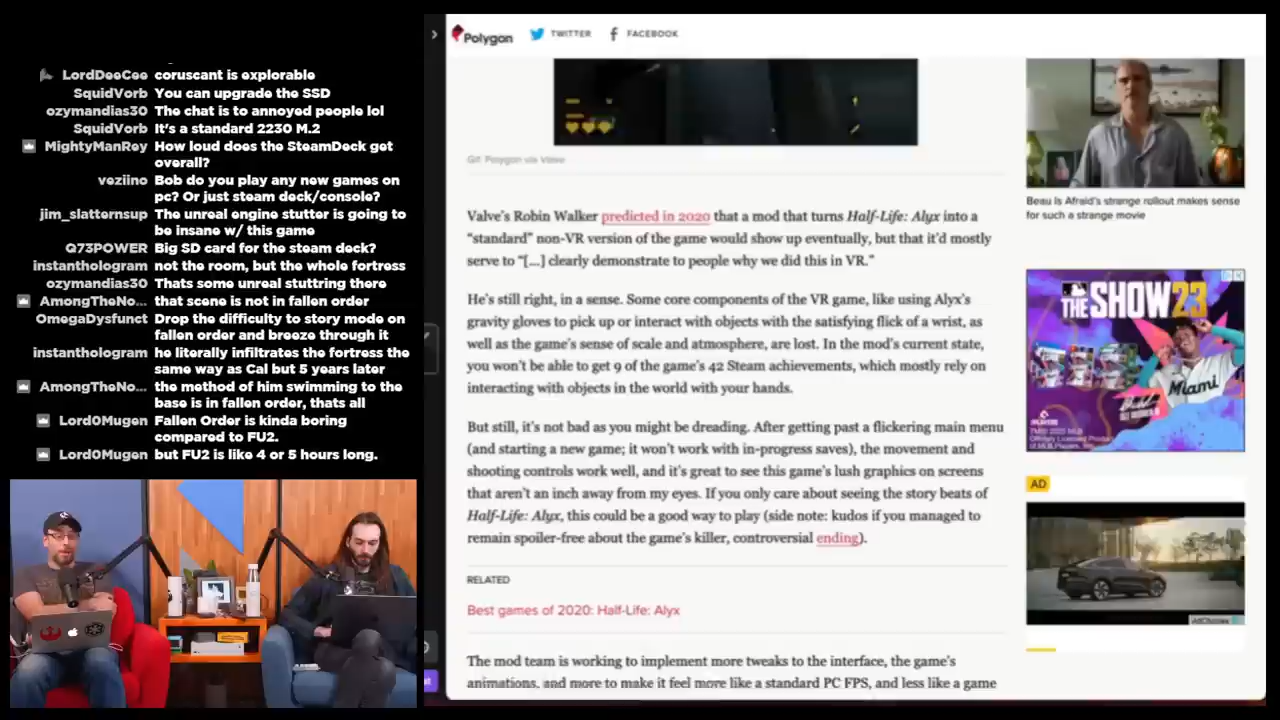 LordDeeCee coruscant is explorable
SquidVorb You can upgrade the SSD
ozymandias30 The chat is to annoyed people lol
SquidVorb It's a standard 2230 M.2
MightyManRey How loud does the SteamDeck get
overall?
veziino Bob do you play any new games on
pc? Or just steam deck/console?
jim_slatternsup The unreal engine stutter is going to
be insane w/ this game
Q73POWER Big SD card for the steam deck?
instanthologram not the room, but the whole fortress
ozymandias30 Thats some unreal stuttring there
AmongTheNo... that scene is not in fallen order
OmegaDysfunct Drop the difficulty to story mode on
fallen order and breeze through it
instanthologram he literally infiltrates the fortress the
same way as Cal but 5 years later
AmongTheNo... the method of him swimming to the
base is in fallen order, thats all
Lord0Mugen Fallen Order is kinda boring
compared to FU2.
Lord0Mugen but FU2 is like 4 or 5 hours long.
Polygon TWITTER FACEBOOK
Gif: Polygon via Valve
Valve's Robin Walker predicted in 2020 that a mod that turns Half-Life: Alyx into a
"standard" non-VR version of the game would show up eventually, but that it'd mostly
serve to "[...] clearly demonstrate to people why we did this in VR."
He's still right, in a sense. Some core components of the VR game, like using Alyx's
gravity gloves to pick up or interact with objects with the satisfying flick of a wrist, as
well as the game's sense of scale and atmosphere, are lost. In the mod's current state,
you won't be able to get 9 of the game's 42 Steam achievements, which mostly rely on
interacting with objects in the world with your hands.
But still, it's not bad as you might be dreading. After getting past a flickering main menu
(and starting a new game; it won't work with in-progress saves), the movement and
shooting controls work well, and it's great to see this game's lush graphics on screens
that aren't an inch away from my eyes. If you only care about seeing the story beats of
Half-Life: Alyx, this could be a good way to play (side note: kudos if you managed to
remain spoiler-free about the game's killer, controversial ending).
RELATED
Best games of 2020: Half-Life: Alyx
The mod team is working to implement more tweaks to the interface, the game's
animations, and more to make it feel more like a standard PC FPS, and less like a game
Beau Is Afraid's strange rollout makes sense
for such a strange movie
THE SHOW 23
Miami
AD
AdChoices